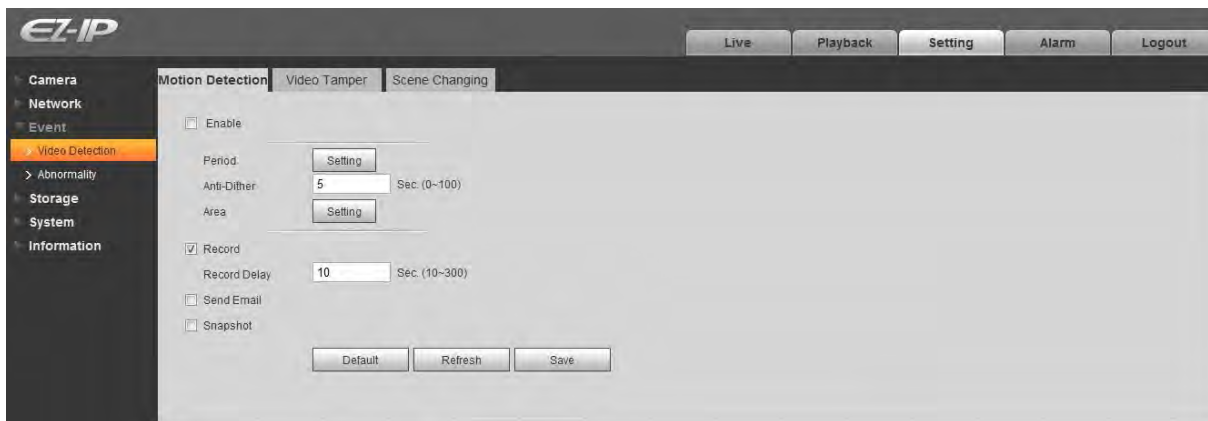 EZ-IP
Live Playback Setting Alarm Logout
Camera
Network
Event
Video Detection
Abnormality
Storage
System
Information
Motion Detection Video Tamper Scene Changing
Enable
Period Setting
Anti-Dither 5 Sec. (0~100)
Area Setting
Record
Record Delay 10 Sec. (10~300)
Send Email
Snapshot
Default Refresh Save